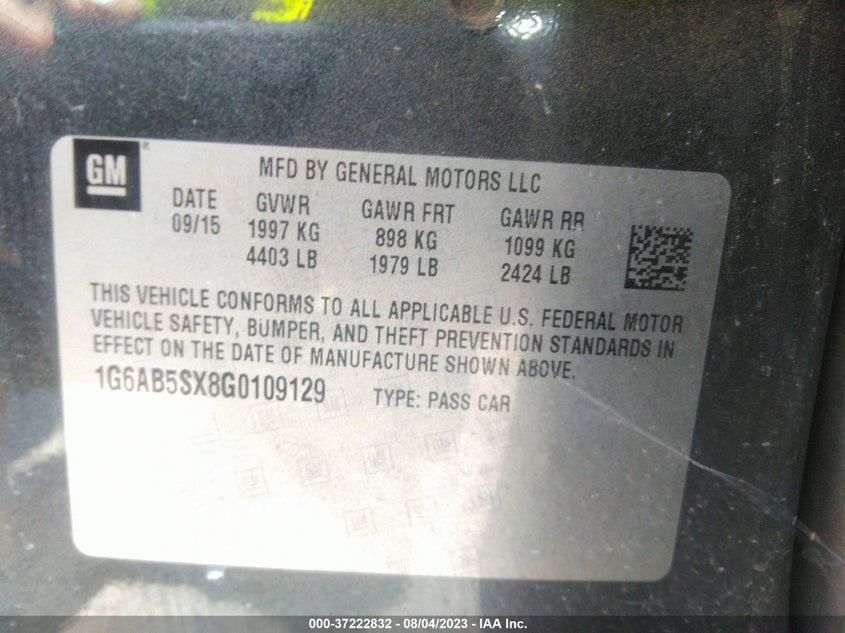 GM
MFD BY GENERAL MOTORS LLC
DATE GVWR GAWR FRT GAWR RR
09/15 1997 KG 898 KG 1099 KG
4403 LB 1979 LB 2424 LB
THIS VEHICLE CONFORMS TO ALL APPLICABLE U.S. FEDERAL MOTOR
VEHICLE SAFETY, BUMPER, AND THEFT PREVENTION STANDARDS IN
EFFECT ON THE DATE OF MANUFACTURE SHOWN ABOVE.
1G6AB5SX8G0109129 TYPE: PASS CAR
000-37222832 - 08/04/2023 - IAA Inc.